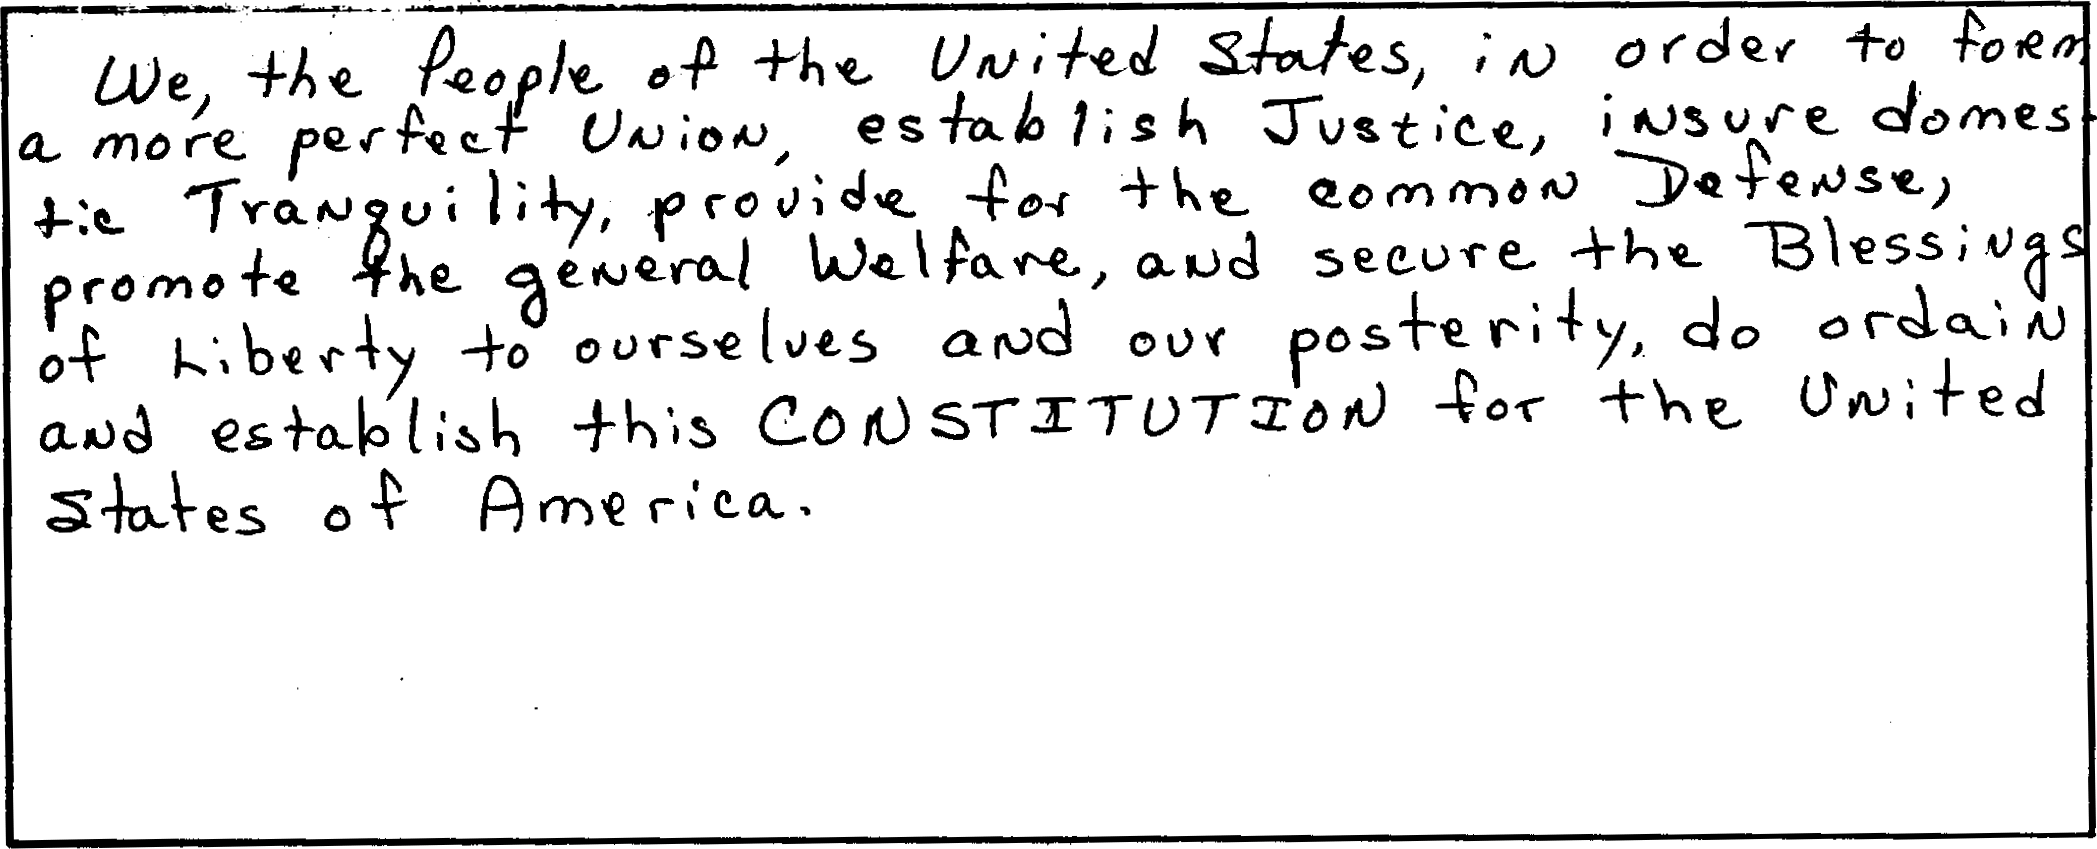 We, the People of the United States, in order to form
a more perfect Union, establish Justice, insure domes-
tic Tranquility, provide for the common Defense,
promote the general Welfare, and secure the Blessings
of Liberty to ourselves and our posterity, do ordain
and establish this CONSTITUTION for the United
States of America.